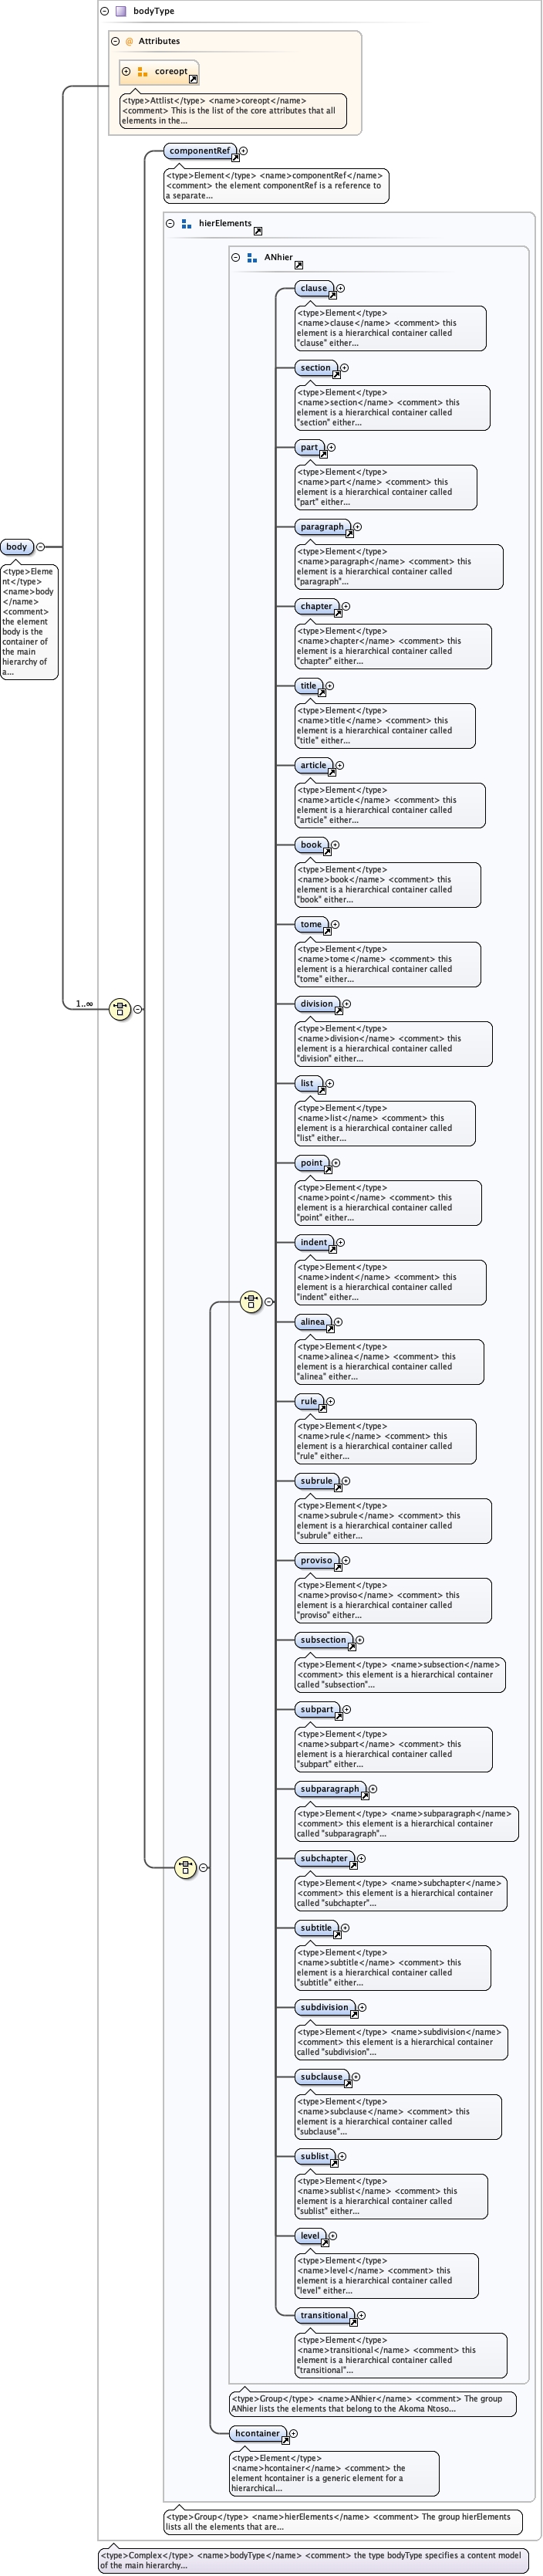 bodyType
@ Attributes
coreopt
<type>Attlist</type> <name>coreopt</name>
<comment> This is the list of the core attributes that all
elements in the...
componentRef
<type>Element</type> <name>componentRef</name>
<comment> the element componentRef is a reference to
a separate...
hierElements
ANhier
clause
<type>Element</type>
<name>clause</name> <comment> this
element is a hierarchical container called
"clause" either...
section
<type>Element</type>
<name>section</name> <comment> this
element is a hierarchical container called
"section" either...
part
<type>Element</type>
<name>part</name> <comment> this
element is a hierarchical container called
"part" either...
paragraph
<type>Element</type>
<name>paragraph</name> <comment> this
element is a hierarchical container called
"paragraph"...
body
<type>Eleme
nt</type>
<name>body
</name>
<comment>
the element
body is the
container of
the main
hierarchy of
a...
chapter
<type>Element</type>
<name>chapter</name> <comment> this
element is a hierarchical container called
"chapter" either...
title
<type>Element</type>
<name>title</name> <comment> this
element is a hierarchical container called
"title" either...
article
<type>Element</type>
<name>article</name> <comment> this
element is a hierarchical container called
"article" either...
book
<type>Element</type>
<name>book</name> <comment> this
element is a hierarchical container called
"book" either...
tome
<type>Element</type>
<name>tome</name> <comment> this
element is a hierarchical container called
"tome" either...
1..∞
division
<type>Element</type>
<name>division</name> <comment> this
element is a hierarchical container called
"division" either...
list
<type>Element</type>
<name>list</name> <comment> this
element is a hierarchical container called
"list" either...
point
<type>Element</type>
<name>point</name> <comment> this
element is a hierarchical container called
"point" either...
indent
<type>Element</type>
<name>indent</name> <comment> this
element is a hierarchical container called
"indent" either...
alinea
<type>Element</type>
<name>alinea</name> <comment> this
element is a hierarchical container called
"alinea" either...
rule
<type>Element</type>
<name>rule</name> <comment> this
element is a hierarchical container called
"rule" either...
subrule
<type>Element</type>
<name>subrule</name> <comment> this
element is a hierarchical container called
"subrule" either...
proviso
<type>Element</type>
<name>proviso</name> <comment> this
element is a hierarchical container called
"proviso" either...
subsection
<type>Element</type> <name>subsection</name>
<comment> this element is a hierarchical container
called "subsection"...
subpart
<type>Element</type>
<name>subpart</name> <comment> this
element is a hierarchical container called
"subpart" either...
subparagraph
<type>Element</type> <name>subparagraph</name>
<comment> this element is a hierarchical container
called "subparagraph"...
subchapter
<type>Element</type> <name>subchapter</name>
<comment> this element is a hierarchical container
called "subchapter"...
subtitle
<type>Element</type>
<name>subtitle</name> <comment> this
element is a hierarchical container called
"subtitle" either...
subdivision
<type>Element</type> <name>subdivision</name>
<comment> this element is a hierarchical container
called "subdivision"...
subclause
<type>Element</type>
<name>subclause</name> <comment> this
element is a hierarchical container called
"subclause"...
sublist
<type>Element</type>
<name>sublist</name> <comment> this
element is a hierarchical container called
"sublist" either...
level
<type>Element</type>
<name>level</name> <comment> this
element is a hierarchical container called
"level" either...
transitional
<type>Element</type>
<name>transitional</name> <comment> this
element is a hierarchical container called
"transitional"...
<type>Group</type> <name>ANhier</name> <comment> The group
ANhier lists the elements that belong to the Akoma Ntoso...
hcontainer
<type>Element</type>
<name>hcontainer</name> <comment> the
element hcontainer is a generic element for a
hierarchical...
<type>Group</type> <name>hierElements</name> <comment> The group hierElements
lists all the elements that are...
<type>Complex</type> <name>bodyType</name> <comment> the type bodyType specifies a content model
of the main hierarchy...